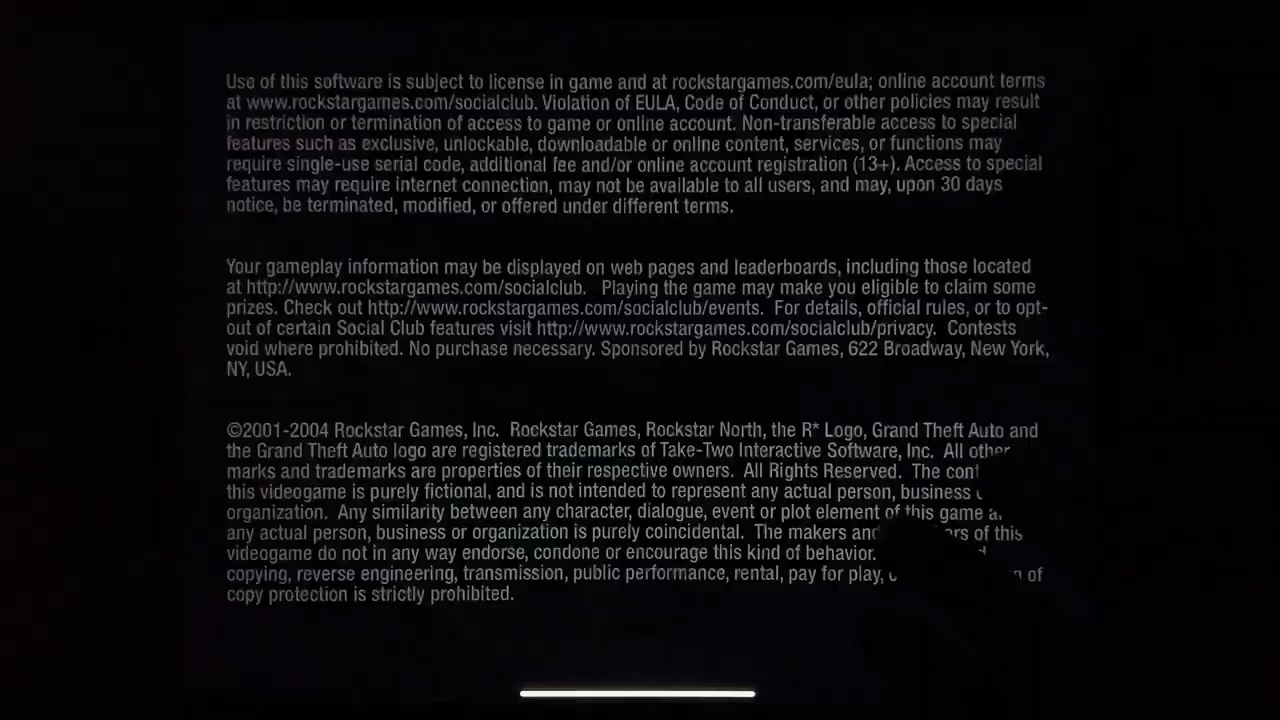 Use of this software is subject to license in game and at rockstargames.com/eula; online account terms
at www.rockstargames.com/socialclub. Violation of EULA, Code of Conduct, or other policies may result
in restriction or termination of access to game or online account. Non-transferable access to special
features such as exclusive, unlockable, downloadable or online content, services, or functions may
require single-use serial code, additional fee and/or online account registration (13+). Access to special
features may require internet connection, may not be available to all users, and may, upon 30 days
notice, be terminated, modified, or offered under different terms.
Your gameplay information may be displayed on web pages and leaderboards, including those located
at http://www.rockstargames.com/socialclub. Playing the game may make you eligible to claim some
prizes. Check out http://www.rockstargames.com/socialclub/events. For details, official rules, or to opt-
out of certain Social Club features visit http://www.rockstargames.com/socialclub/privacy. Contests
void where prohibited. No purchase necessary. Sponsored by Rockstar Games, 622 Broadway, New York,
NY, USA.
©2001-2004 Rockstar Games, Inc. Rockstar Games, Rockstar North, the R* Logo, Grand Theft Auto and
the Grand Theft Auto logo are registered trademarks of Take-Two Interactive Software, Inc. All other
marks and trademarks are properties of their respective owners. All Rights Reserved. The
this videogame is purely fictional, and is not intended to represent any actual person, business
organization. Any similarity between any character, dialogue, event or plot element of this game
any actual person, business or organization is purely coincidental. The makers and of this
videogame do not in any way endorse, condone or encourage this kind of behavior.
copying, reverse engineering, transmission, public performance, rental, pay for play, of
copy protection is strictly prohibited.